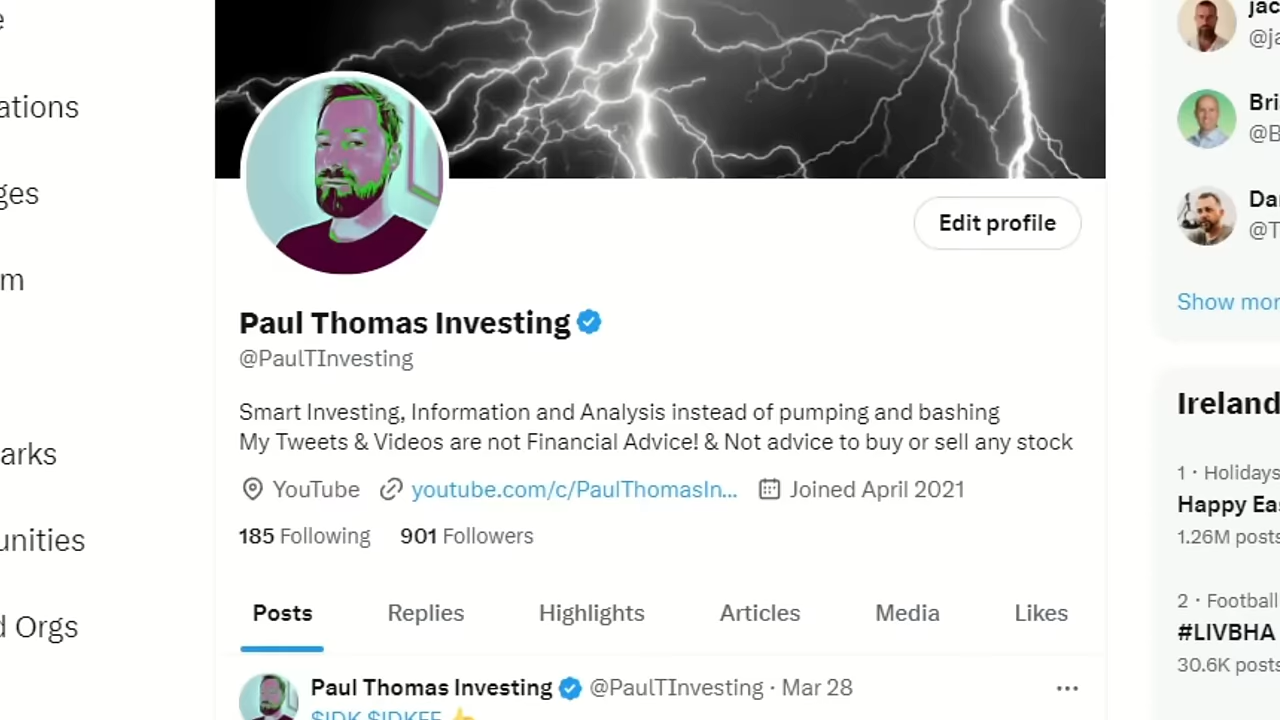 ations
ges
m
arks
unities
d Orgs
Edit profile
Paul Thomas Investing
@PaulTInvesting
Smart Investing, Information and Analysis instead of pumping and bashing
My Tweets & Videos are not Financial Advice! & Not advice to buy or sell any stock
YouTube youtube.com/c/PaulThomasIn... Joined April 2021
185 Following 901 Followers
Posts Replies Highlights Articles Media Likes
Paul Thomas Investing @PaulTInvesting · Mar 28
jac
@ja
Bri
@B
Da
@T
Show mor
Ireland
1 · Holidays
Happy Eas
1.26M posts
2 · Football
#LIVBHA
30.6K posts